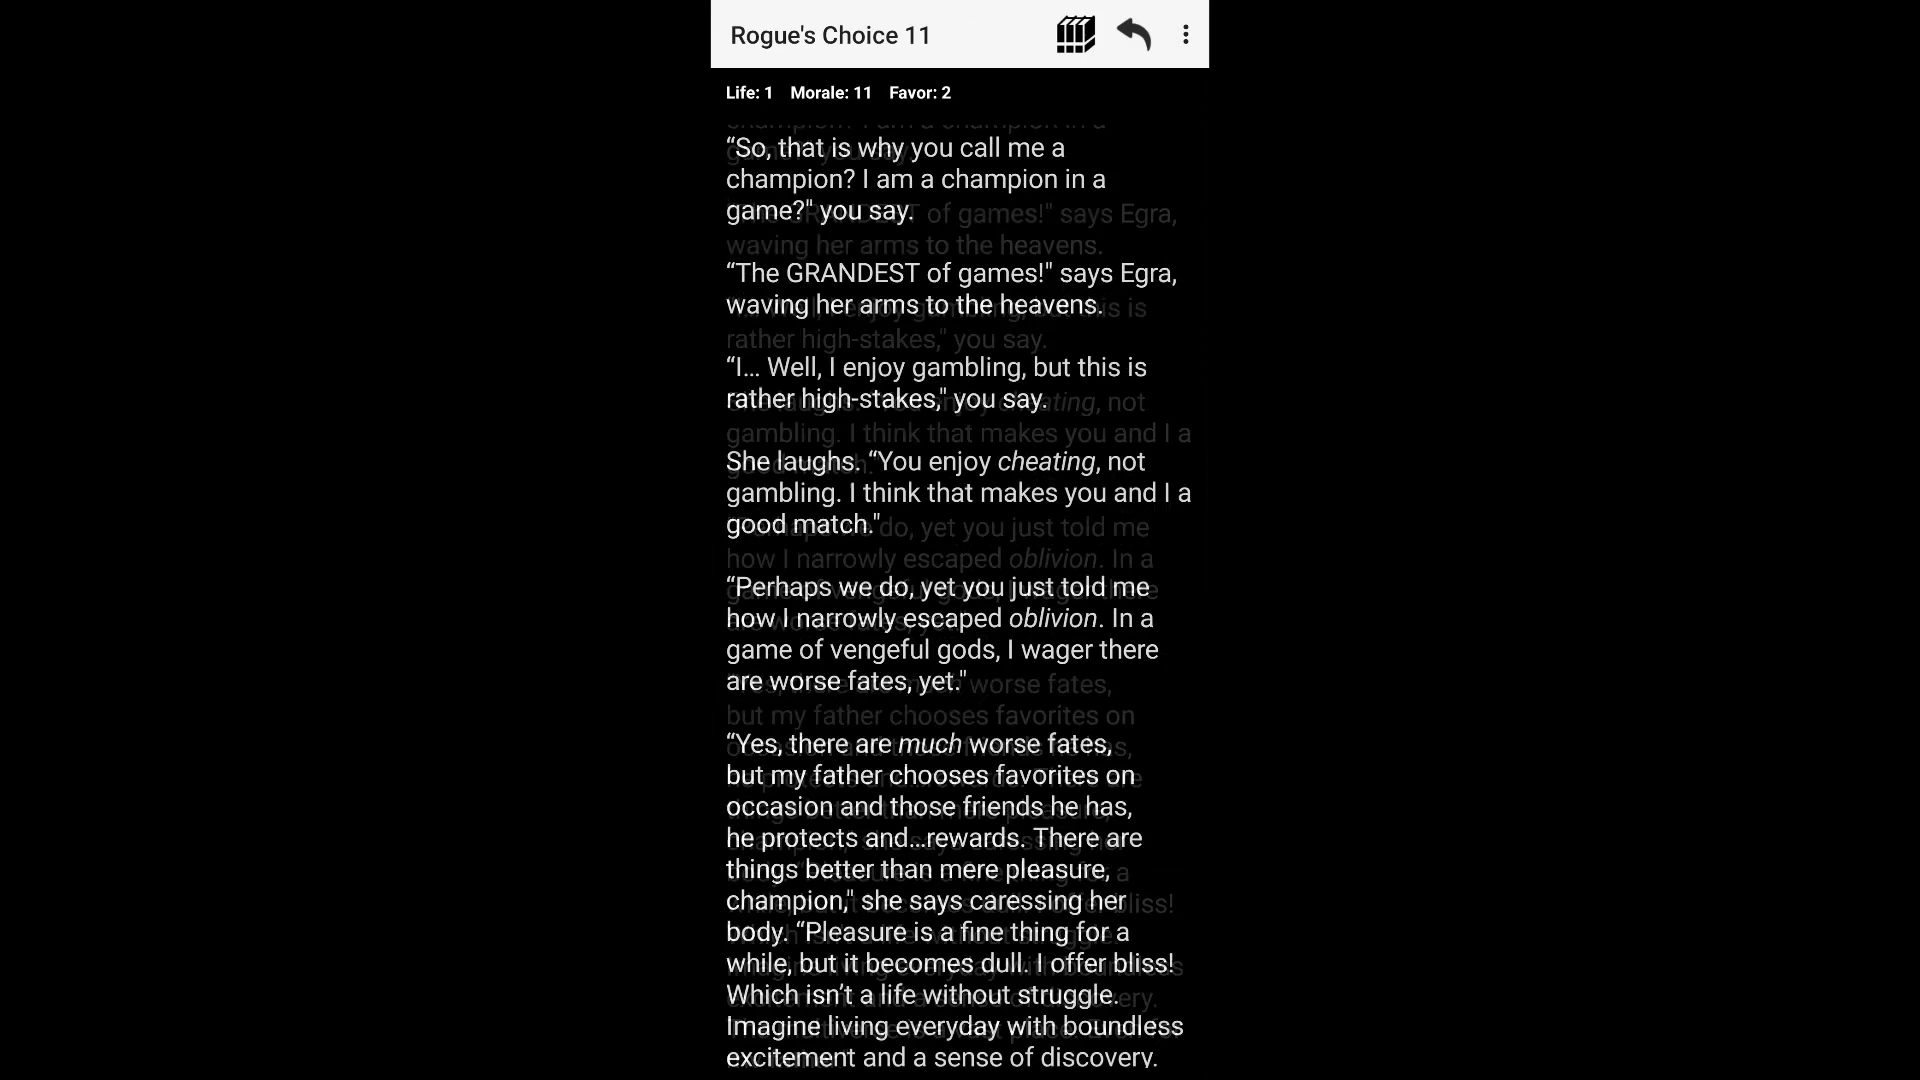 Rogue's Choice 11
Life: 1 Morale: 11 Favor: 2
“So, that is why you call me a
champion? I am a champion in a
game?" you say.
“The GRANDEST of games!" says Egra,
waving her arms to the heavens.
“I... Well, I enjoy gambling, but this is
rather high-stakes," you say.
She laughs. “You enjoy cheating, not
gambling. I think that makes you and I a
good match."
“Perhaps we do, yet you just told me
how I narrowly escaped oblivion. In a
game of vengeful gods, I wager there
are worse fates, yet."
“Yes, there are much worse fates,
but my father chooses favorites on
occasion and those friends he has,
he protects and...rewards. There are
things better than mere pleasure,
champion," she says caressing her
body. “Pleasure is a fine thing for a
while, but it becomes dull. I offer bliss!
Which isn’t a life without struggle.
Imagine living everyday with boundless
excitement and a sense of discovery.